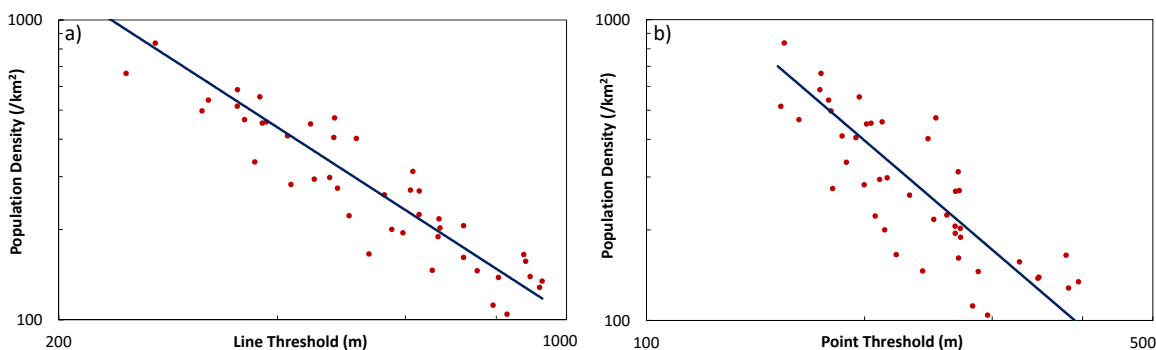 a)
1000
100
Population Density (/km²)
200
Line Threshold (m)
1000
b)
1000
100
Population Density (/km²)
100
Point Threshold (m)
500